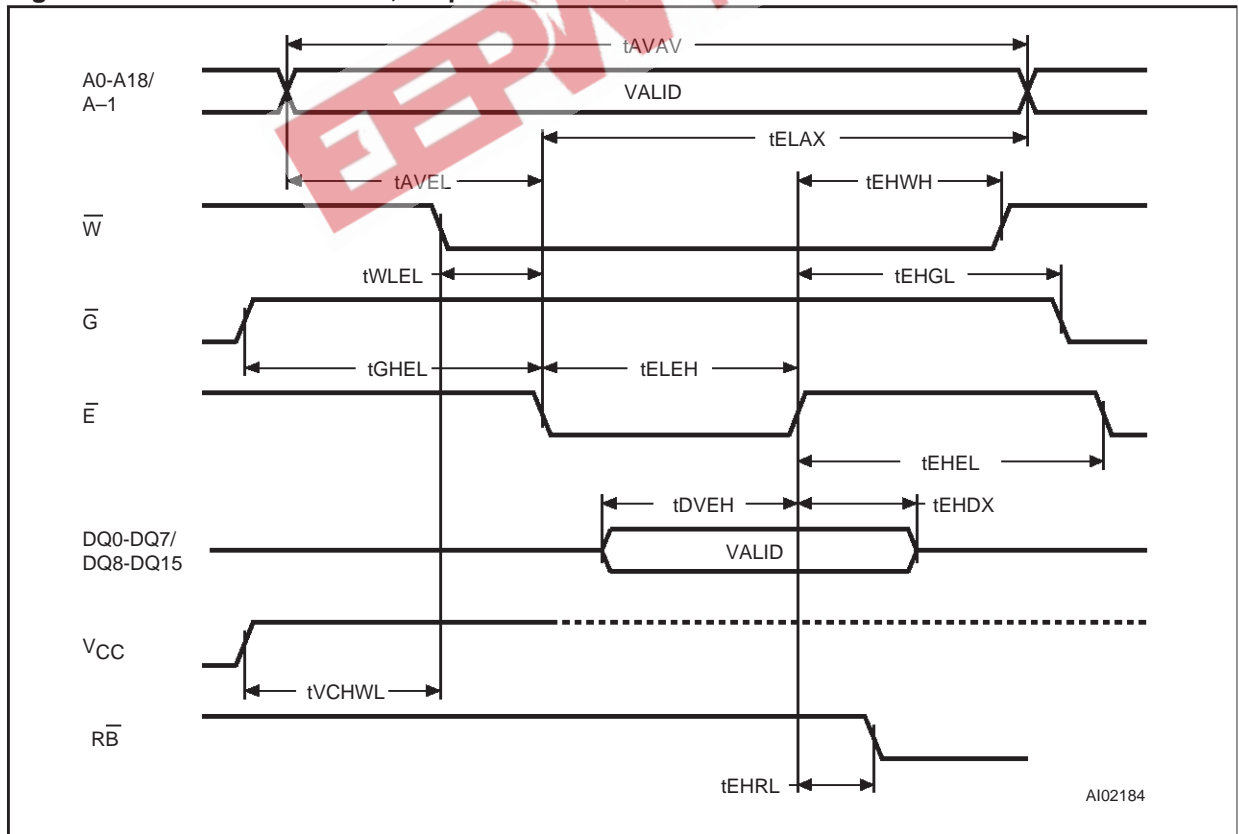 tAVAV
A0-A18/
A–1
VALID
tELAX
tAVEL
tEHWH
W̅
tWLEL
tEHGL
G̅
tGHEL
tELEH
E̅
tEHEL
tDVEH
tEHDX
DQ0-DQ7/
DQ8-DQ15
VALID
VCC
tVCHWL
RB̅
tEHRL
AI02184